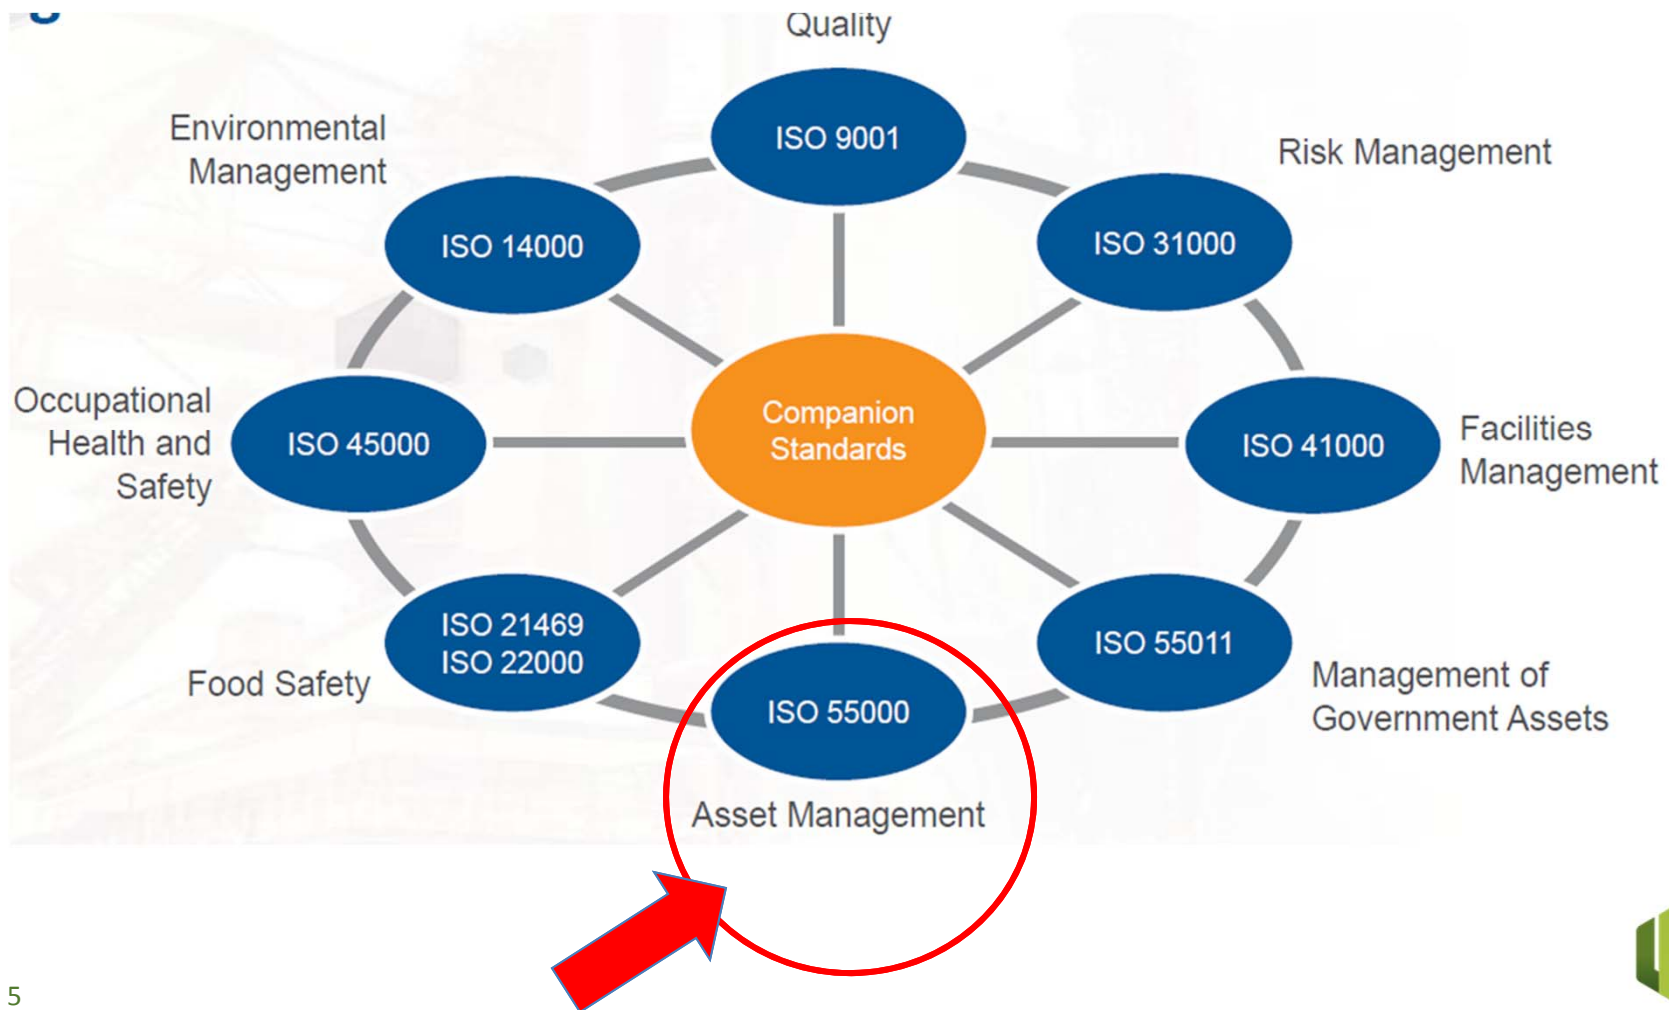 Quality
ISO 9001
Environmental
Management
ISO 14000
Risk Management
ISO 31000
Occupational
Health and
Safety
ISO 45000
Companion
Standards
ISO 41000
Facilities
Management
ISO 21469
ISO 22000
Food Safety
ISO 55011
Management of
Government Assets
ISO 55000
Asset Management
5